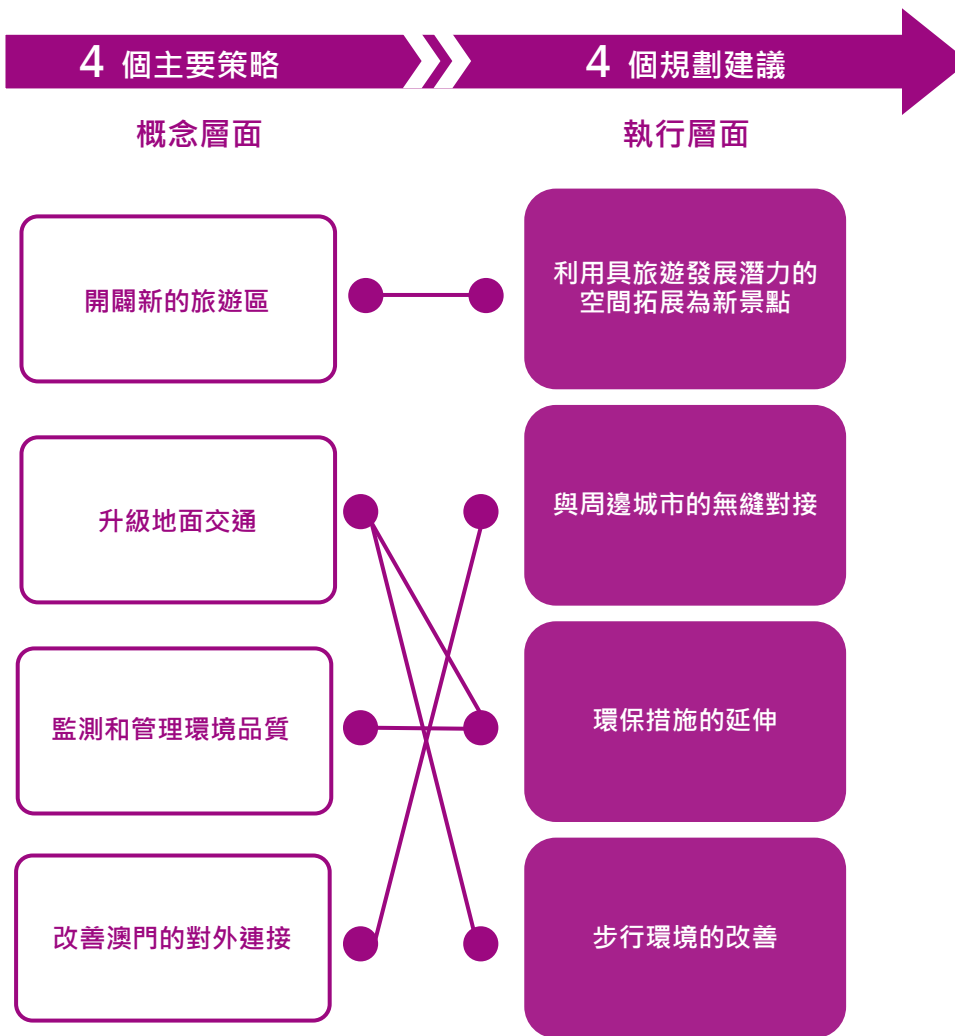 4 個主要策略
4 個規劃建議
概念層面
執行層面
開闢新的旅遊區
利用具旅遊發展潛力的
空間拓展為新景點
升級地面交通
與周邊城市的無縫對接
監測和管理環境品質
環保措施的延伸
改善澳門的對外連接
步行環境的改善